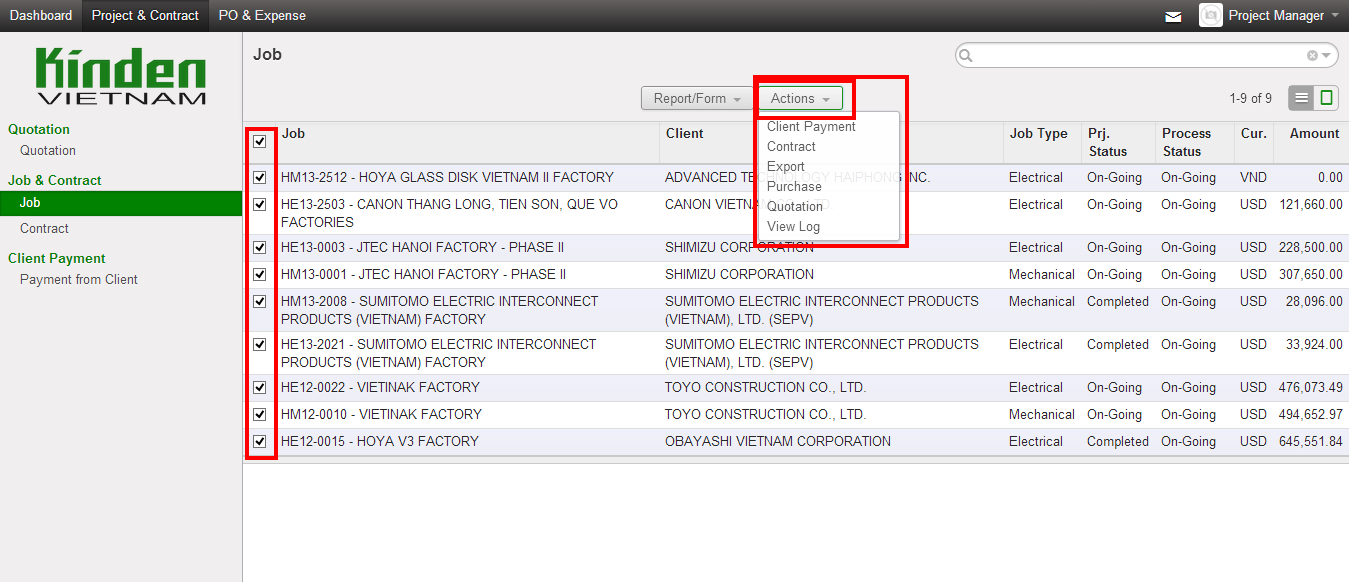 Dashboard Project & Contract PO & Expense Project Manager
Kinden
VIETNAM
Quotation
Quotation
Job & Contract
Job
Contract
Client Payment
Payment from Client
Job
Report/Form Actions 1-9 of 9
Client Payment
Contract
Export
Purchase
Quotation
View Log
Job Client Job Type Prj. Status Process Status Cur. Amount
HM13-2512 - HOYA GLASS DISK VIETNAM II FACTORY ADVANCED TECHNOLOGY HAIPHONG INC. Electrical On-Going On-Going VND 0.00
HE13-2503 - CANON THANG LONG, TIEN SON, QUE VO CANON VIETNAM LTD Electrical On-Going On-Going USD 121,660.00
FACTORIES
HE13-0003 - JTEC HANOI FACTORY - PHASE II SHIMIZU CORPORATION Electrical On-Going On-Going USD 228,500.00
HM13-0001 - JTEC HANOI FACTORY - PHASE II SHIMIZU CORPORATION Mechanical On-Going On-Going USD 307,650.00
HM13-2008 - SUMITOMO ELECTRIC INTERCONNECT SUMITOMO ELECTRIC INTERCONNECT PRODUCTS Mechanical Completed On-Going USD 28,096.00
PRODUCTS (VIETNAM) FACTORY (VIETNAM), LTD. (SEPV)
HE13-2021 - SUMITOMO ELECTRIC INTERCONNECT SUMITOMO ELECTRIC INTERCONNECT PRODUCTS Electrical Completed On-Going USD 33,924.00
PRODUCTS (VIETNAM) FACTORY (VIETNAM), LTD. (SEPV)
HE12-0022 - VIETINAK FACTORY TOYO CONSTRUCTION CO., LTD. Electrical On-Going On-Going USD 476,073.49
HM12-0010 - VIETINAK FACTORY TOYO CONSTRUCTION CO., LTD. Mechanical On-Going On-Going USD 494,652.97
HE12-0015 - HOYA V3 FACTORY OBAYASHI VIETNAM CORPORATION Electrical Completed On-Going USD 645,551.84